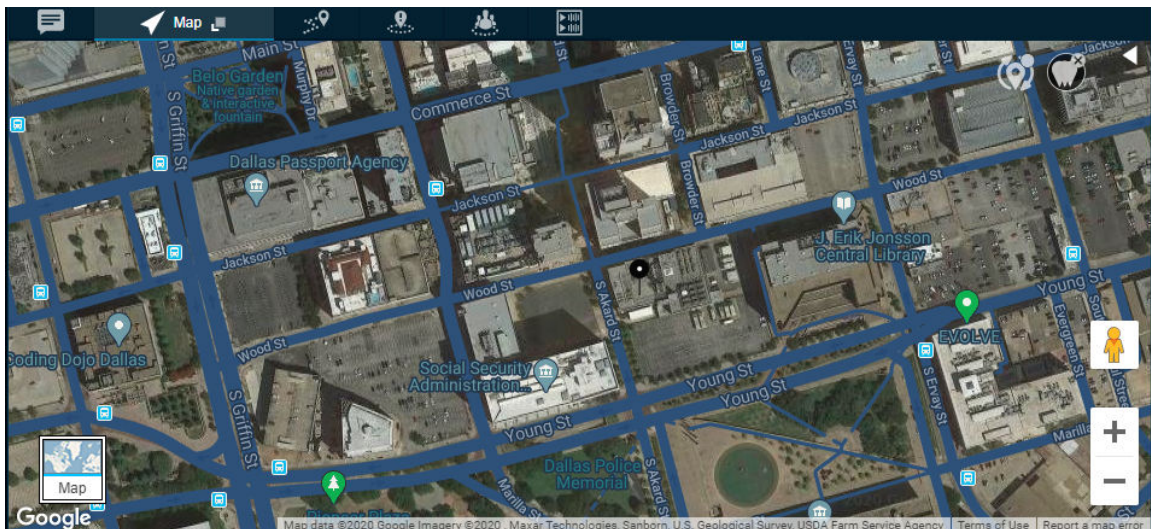 Map
Main St
Jackson
S Griffin St
Murphy Dr
Belo Garden
Native garden
& interactive
fountain
Commerce St
Browder St
Lane St
Ervay St
Jackson St
Dallas Passport Agency
Browder St
Wood St
Jackson St
J. Erik Jonsson
Central Library
Jackson St
Wood St
S Akard St
Young St
EVOLVE
Coding Dojo Dallas
Wood St
Social Security
Administration...
Evergreen St
S Griffin St
Young St
Young St
S Ervay St
Young St
Marilla
S Akard St
Dallas Police
Memorial
Marilla St
Map
Pioneer Plaza
Google
Map data ©2020 Google Imagery ©2020 , Maxar Technologies, Sanborn, U.S. Geological Survey, USDA Farm Service Agency
Terms of Use
Report a map error